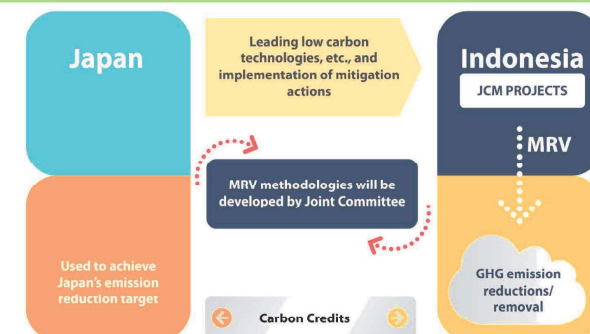 Japan
Leading low carbon
technologies, etc., and
implementation of mitigation
actions
Indonesia
JCM PROJECTS
MRV
MRV methodologies will be
developed by Joint Committee
Used to achieve
Japan's emission
reduction target
GHG emission
reductions/
removal
Carbon Credits